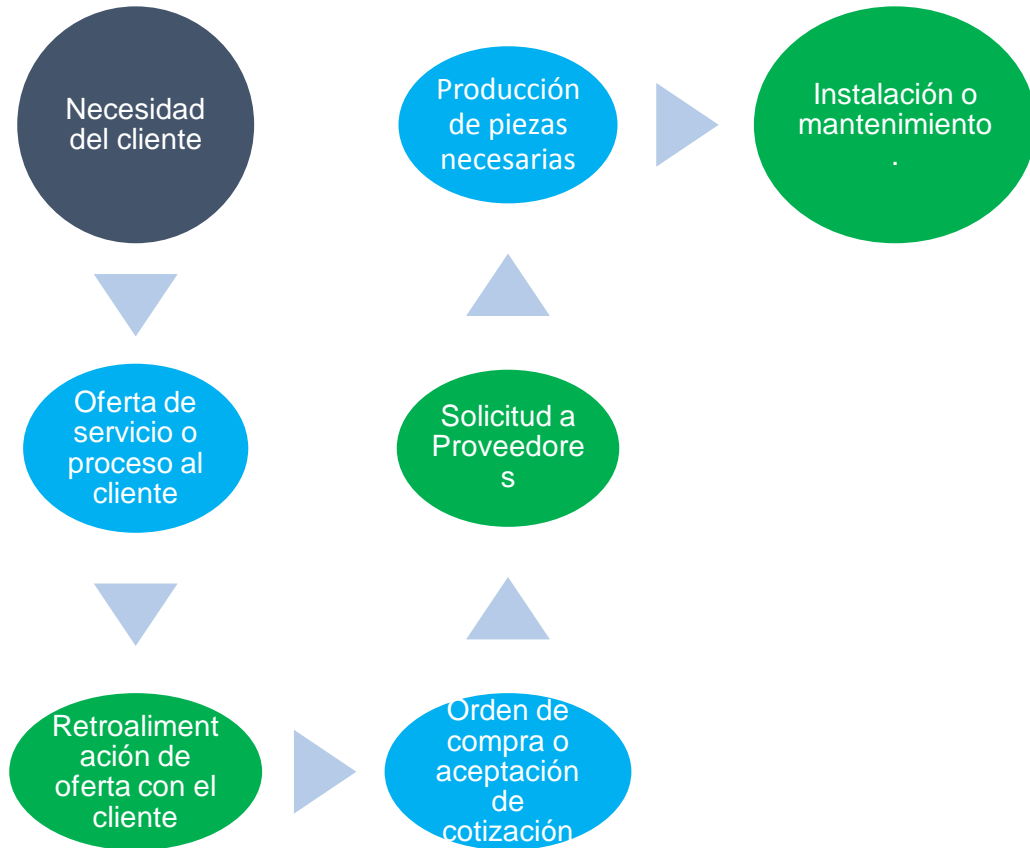 Necesidad
del cliente
Oferta de
servicio o
proceso al
cliente
Retroaliment
ación de
oferta con el
cliente
Orden de
compra o
aceptación
de
cotización
Solicitud a
Proveedore
s
Producción
de piezas
necesarias
Instalación o
mantenimiento
.